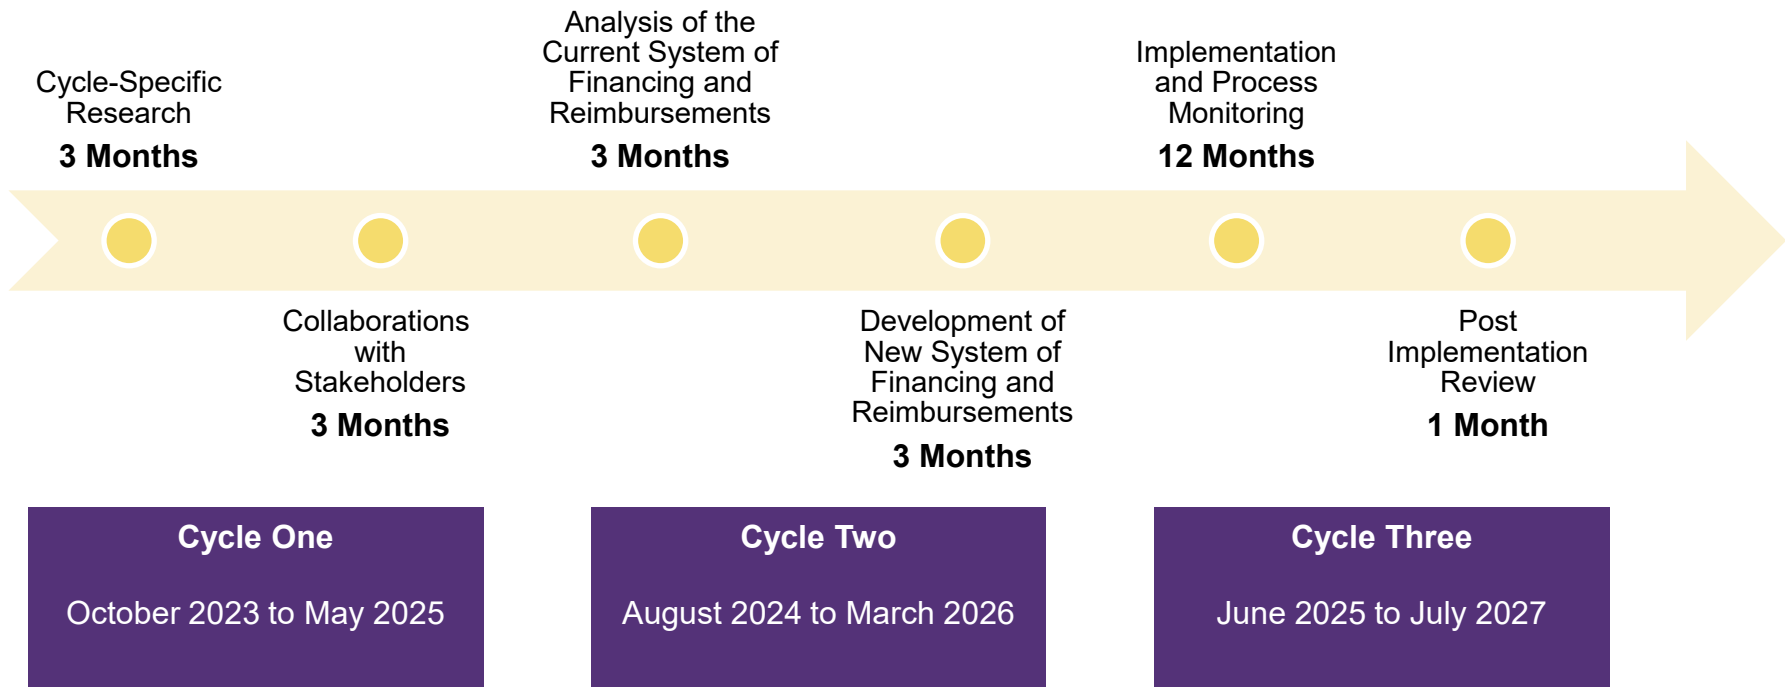 Cycle-Specific
Research
3 Months
Collaborations
with
Stakeholders
3 Months
Analysis of the
Current System of
Financing and
Reimbursements
3 Months
Development of
New System of
Financing and
Reimbursements
3 Months
Implementation
and Process
Monitoring
12 Months
Post
Implementation
Review
1 Month
Cycle One
October 2023 to May 2025
Cycle Two
August 2024 to March 2026
Cycle Three
June 2025 to July 2027